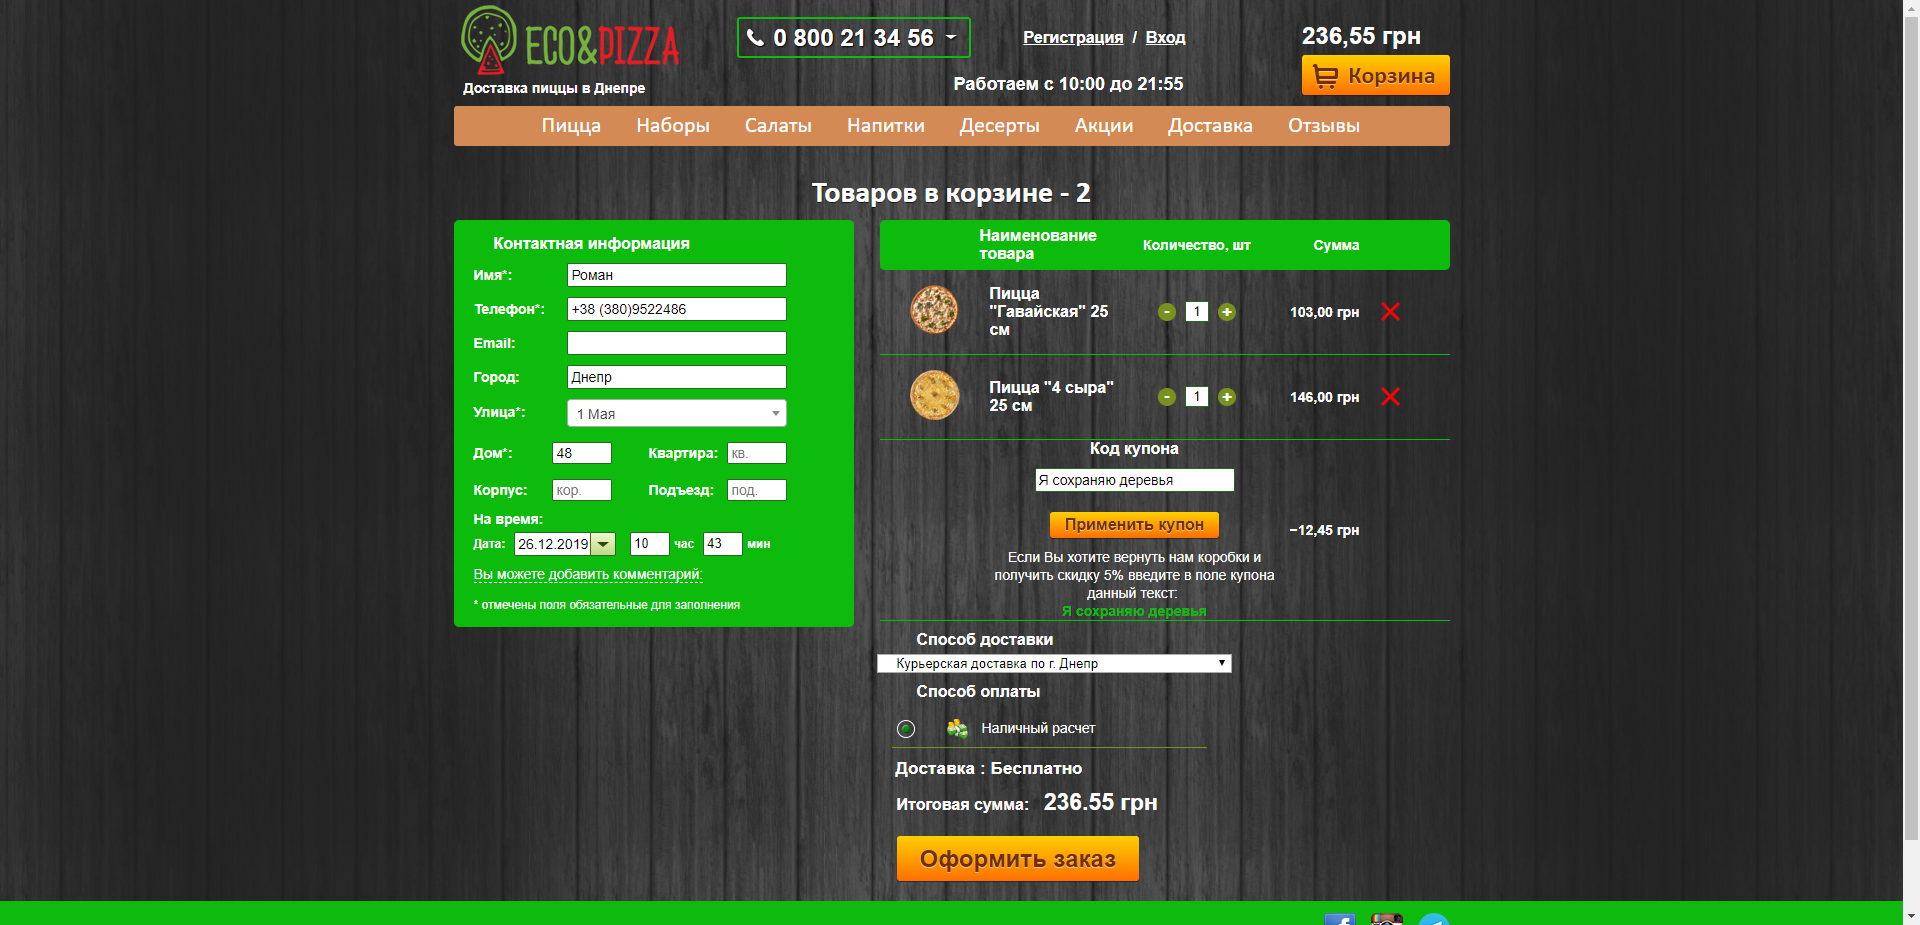 ECO&PIZZA
Доставка пиццы в Днепре
0 800 21 34 56
Регистрация / Вход
Работаем с 10:00 до 21:55
236,55 грн
Корзина
Пицца Наборы Салаты Напитки Десерты Акции Доставка Отзывы
Товаров в корзине - 2
Контактная информация
Имя*: Роман
Телефон*: +38 (380)9522486
Email:
Город: Днепр
Улица*: 1 Мая
Дом*: 48 Квартира: кв.
Корпус: кор. Подъезд: под.
На время:
Дата: 26.12.2019 10 час 43 мин
Вы можете добавить комментарий:
* отмечены поля обязательные для заполнения
Наименование
товара
Количество, шт
Сумма
Пицца
"Гавайская" 25
см
- 1 +
103,00 грн
Пицца "4 сыра"
25 см
- 1 +
146,00 грн
Код купона
Я сохраняю деревья
Применить купон
−12,45 грн
Если Вы хотите вернуть нам коробки и
получить скидку 5% введите в поле купона
данный текст:
Я сохраняю деревья
Способ доставки
Курьерская доставка по г. Днепр
Способ оплаты
Наличный расчет
Доставка : Бесплатно
Итоговая сумма: 236.55 грн
Оформить заказ